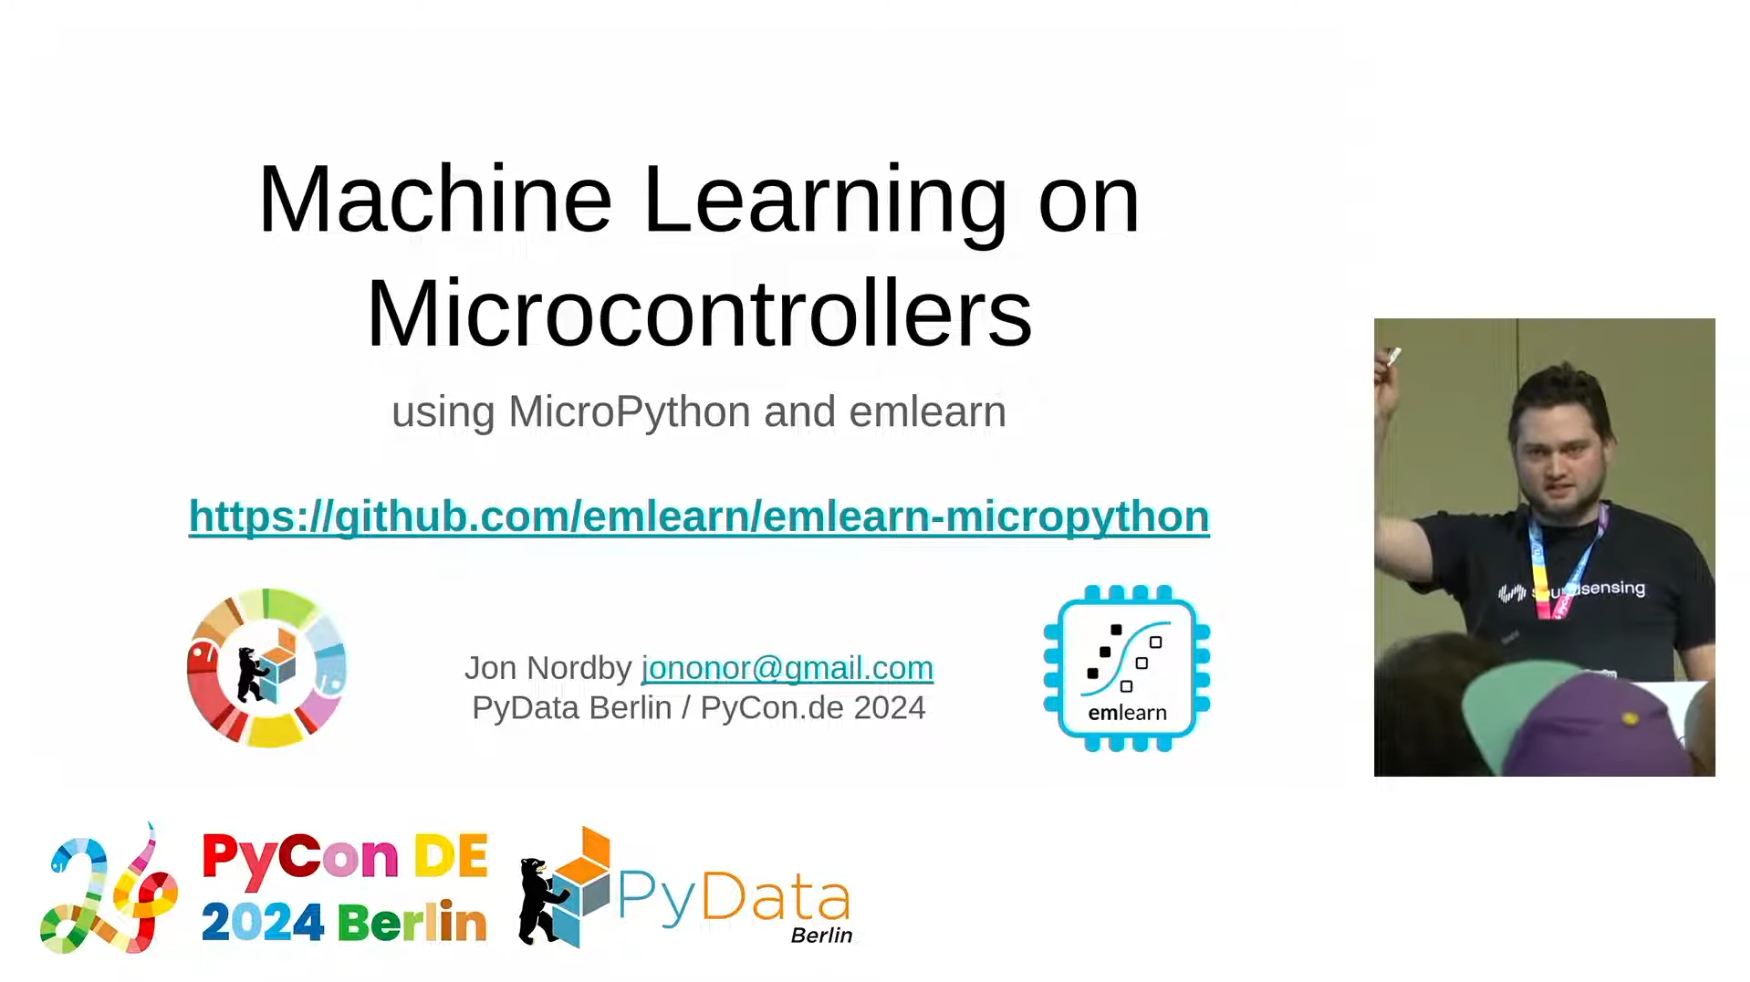 Machine Learning on
Microcontrollers
using MicroPython and emlearn
https://github.com/emlearn/emlearn-micropython
Jon Nordby jononor@gmail.com
PyData Berlin / PyCon.de 2024
emlearn
soundsensing
PyCon DE
2024 Berlin
PyData
Berlin